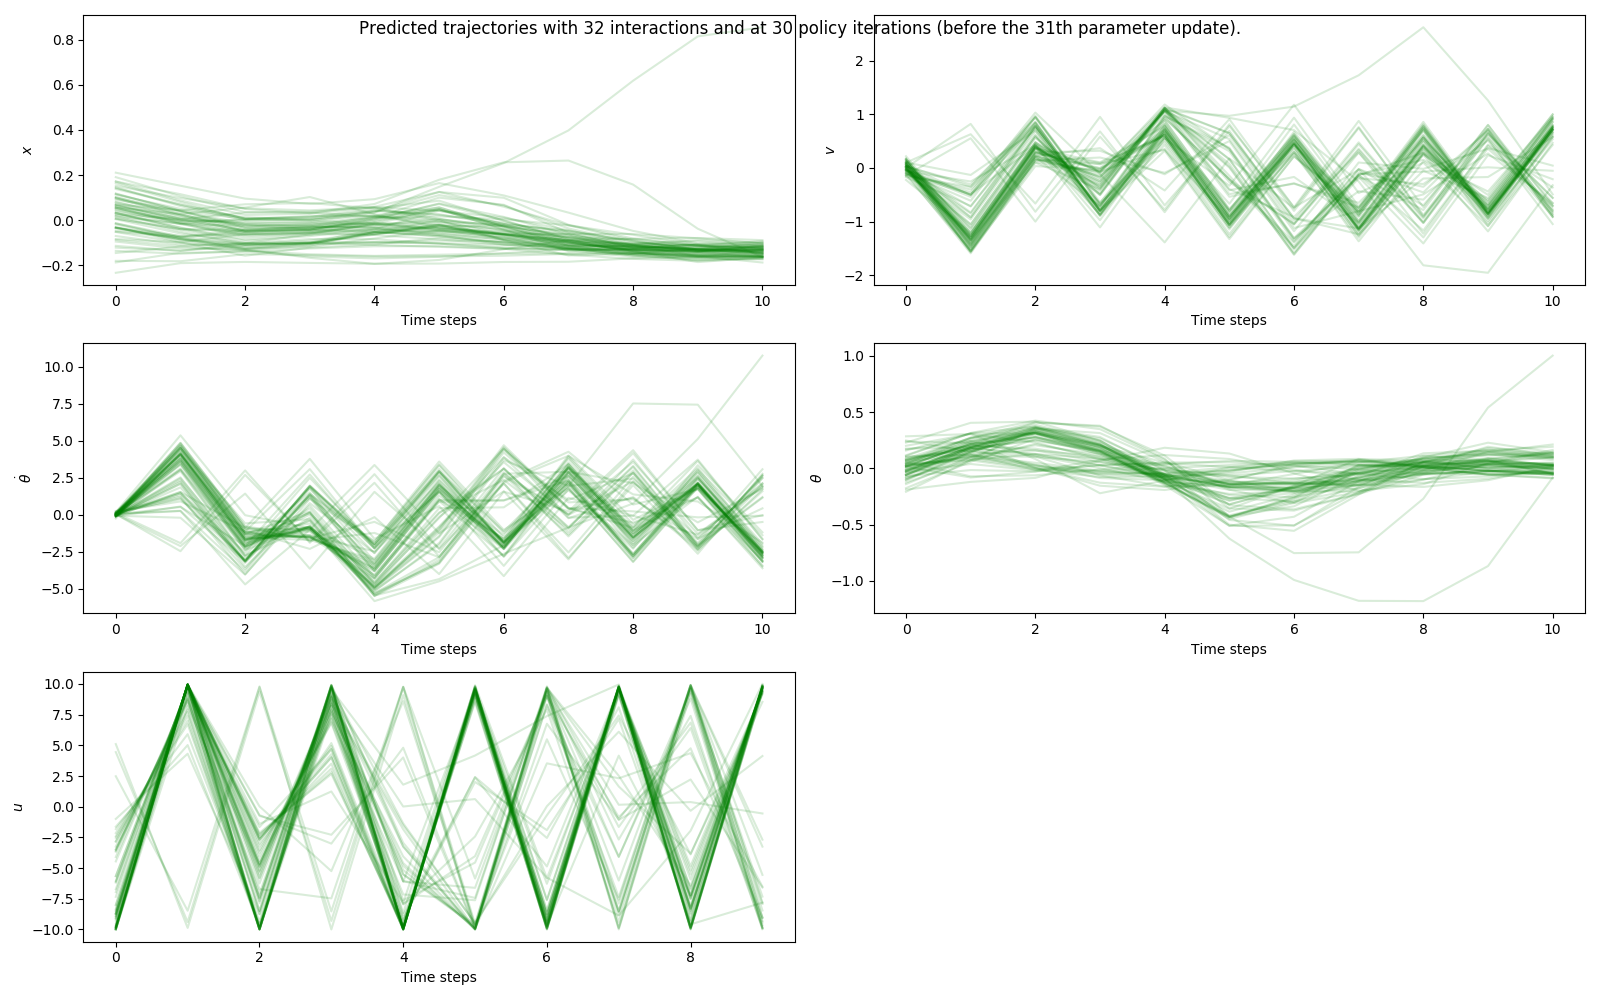 Predicted trajectories with 32 interactions and at 30 policy iterations (before the 31th parameter update).
0.8
0.6
0.4
0.2
0.0
−0.2
x
0 2 4 6 8 10
Time steps
2
1
0
−1
−2
v
0 2 4 6 8 10
Time steps
10.0
7.5
5.0
2.5
0.0
−2.5
−5.0
θ̇
0 2 4 6 8 10
Time steps
1.0
0.5
0.0
−0.5
−1.0
θ
0 2 4 6 8 10
Time steps
10.0
7.5
5.0
2.5
0.0
−2.5
−5.0
−7.5
−10.0
u
0 2 4 6 8
Time steps